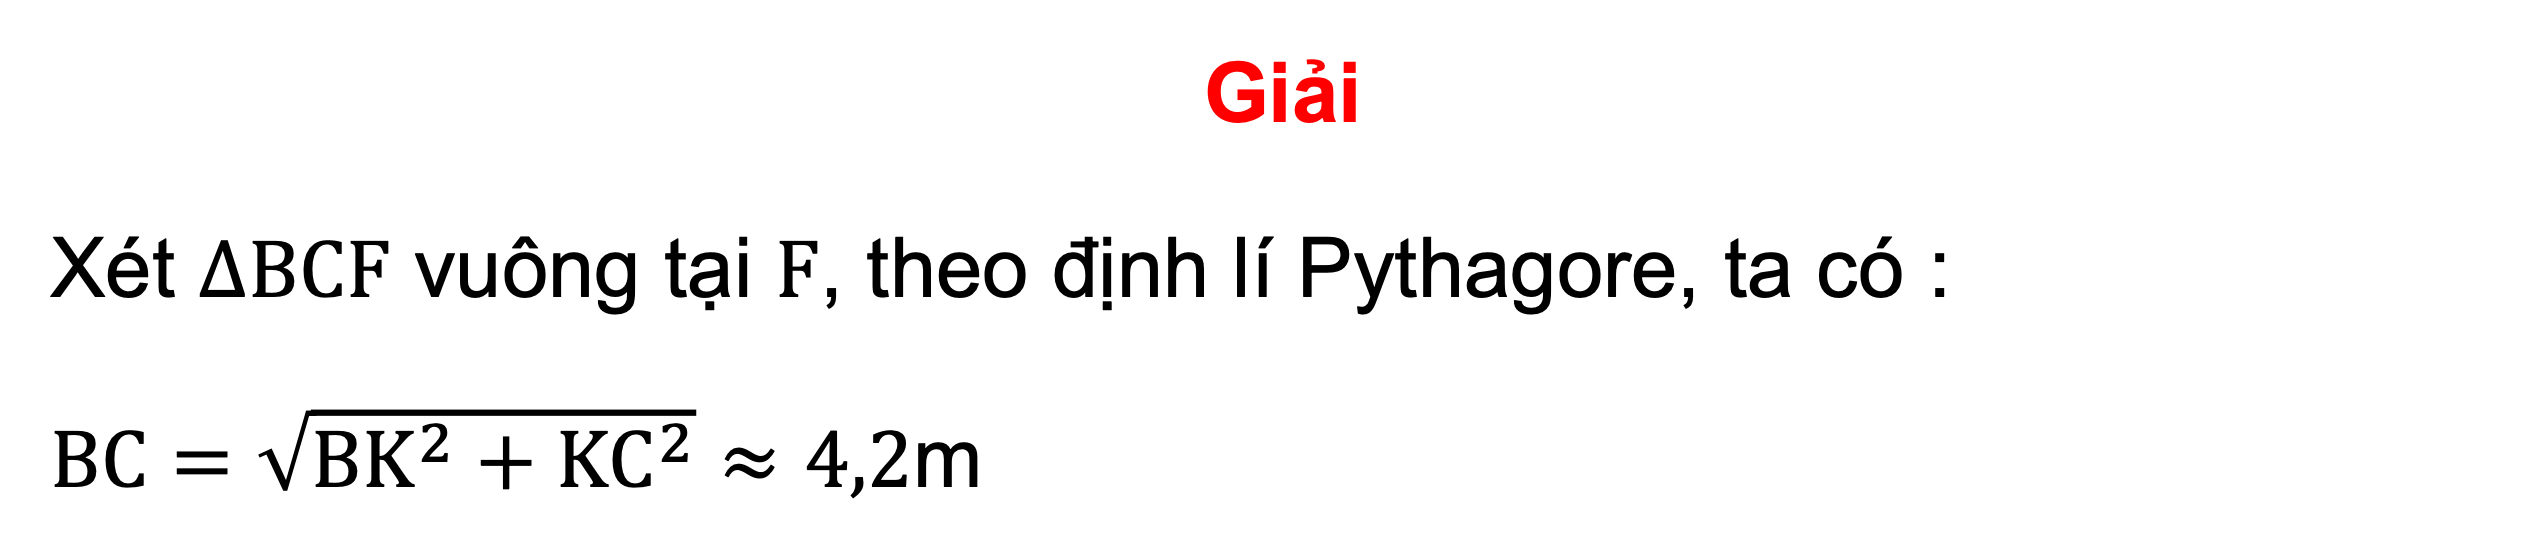 Giải
Xét ΔBCF vuông tại F, theo định lí Pythagore, ta có :
BC = √(BK² + KC²) ≈ 4,2m